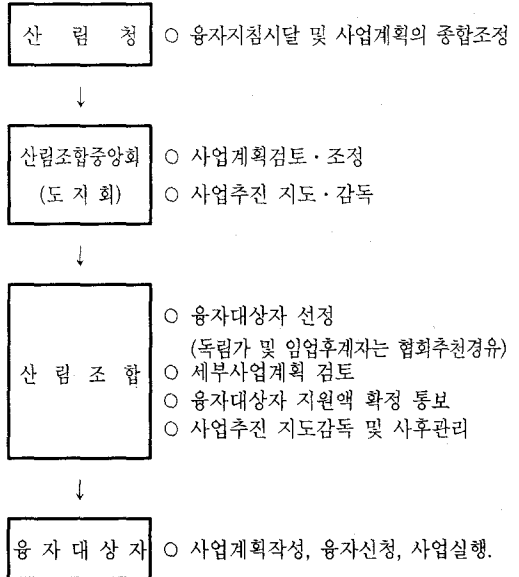 산 림 청 ○ 융자지침시달 및 사업계획의 종합조정
↓
산림조합중앙회 ○ 사업계획검토·조정
(도 지 회) ○ 사업추진 지도·감독
↓
○ 융자대상자 선정
(독림가 및 임업후계자는 협회추천경유)
산 림 조 합 ○ 세부사업계획 검토
○ 융자대상자 지원액 확정 통보
○ 사업추진 지도감독 및 사후관리
↓
융 자 대 상 자 ○ 사업계획작성, 융자신청, 사업실행.